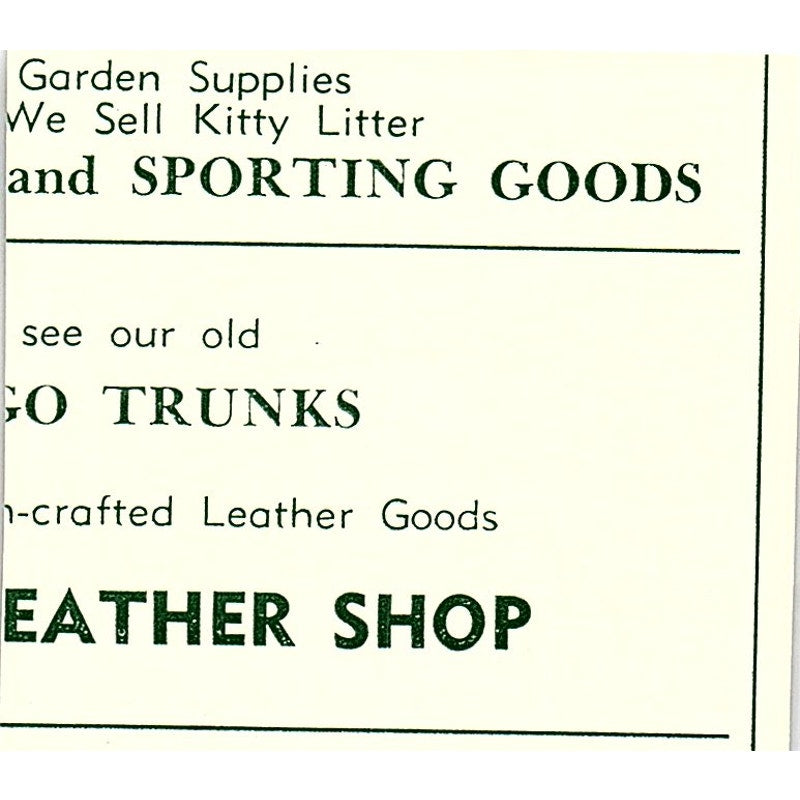 Garden Supplies
We Sell Kitty Litter
and SPORTING GOODS
see our old
GO TRUNKS
-crafted Leather Goods
EATHER SHOP